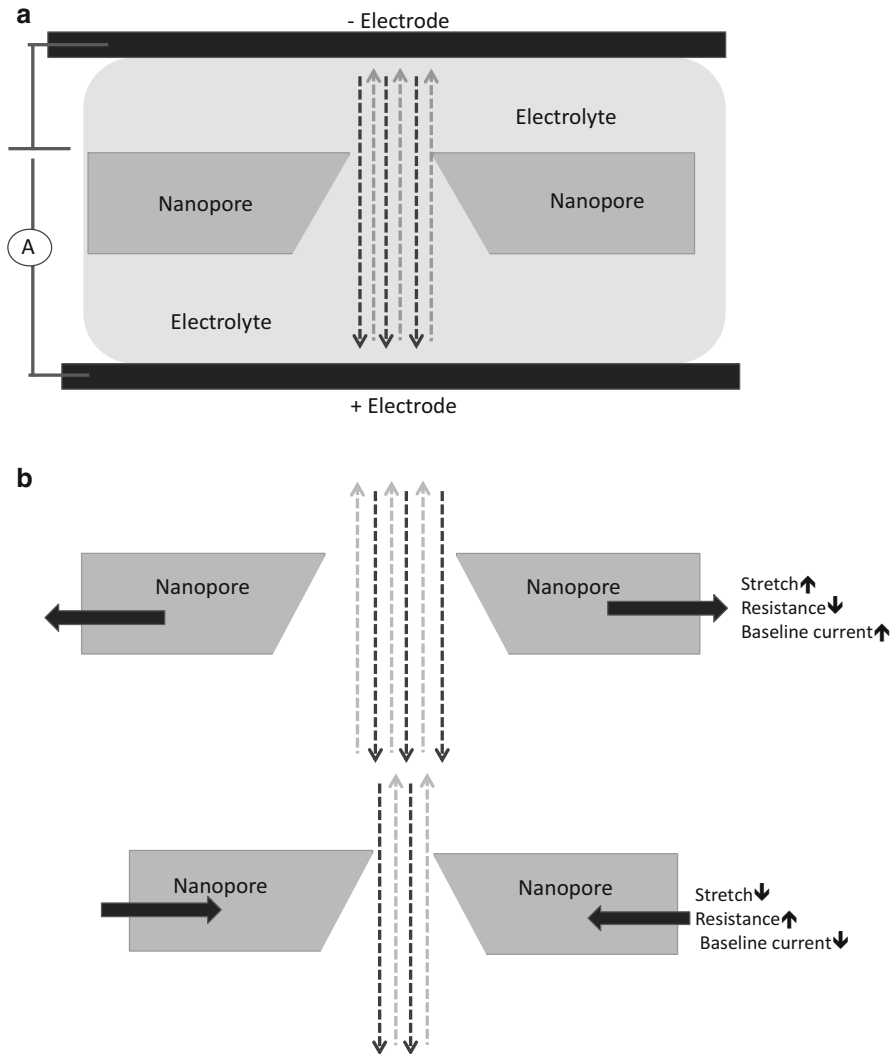 a
- Electrode
Electrolyte
Nanopore
Nanopore
A
Electrolyte
+ Electrode
b
Nanopore
Nanopore
Stretch🡹
Resistance🡻
Baseline current🡹
Nanopore
Nanopore
Stretch🡻
Resistance🡹
Baseline current🡻